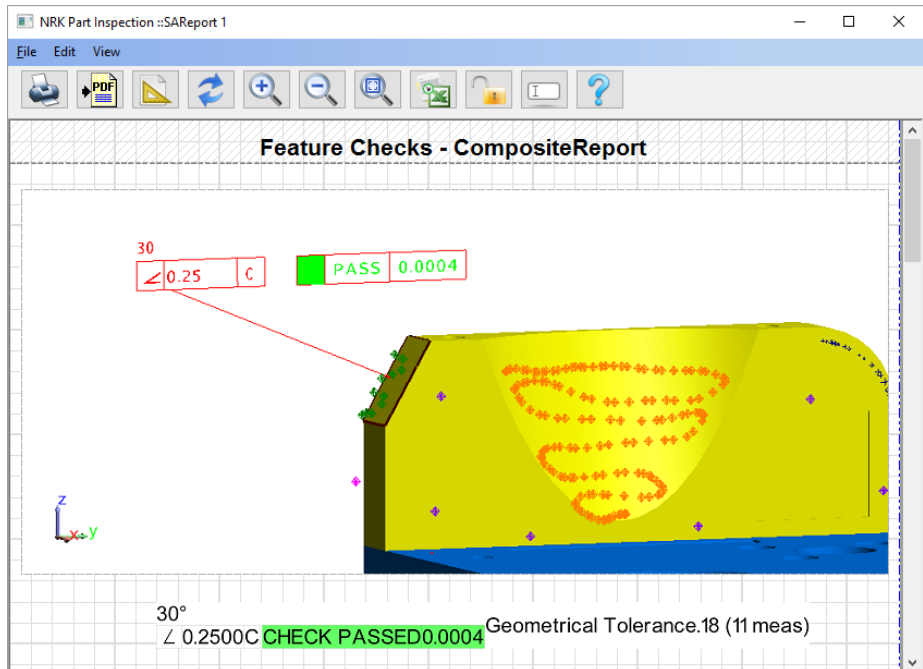 NRK Part Inspection ::SAReport 1
File Edit View
PDF
Feature Checks - CompositeReport
30
∠ 0.25 C PASS 0.0004
z
x y
30°
∠ 0.2500C CHECK PASSED0.0004 Geometrical Tolerance.18 (11 meas)